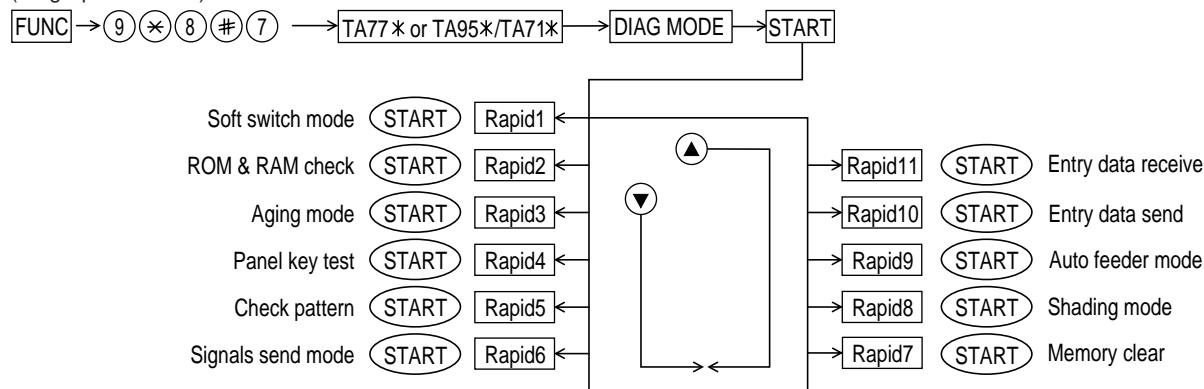 FUNC 9 * 8 # 7 TA77* or TA95*/TA71* DIAG MODE START
Soft switch mode START Rapid1
ROM & RAM check START Rapid2 Rapid11 START Entry data receive
Aging mode START Rapid3 Rapid10 START Entry data send
Panel key test START Rapid4 Rapid9 START Auto feeder mode
Check pattern START Rapid5 Rapid8 START Shading mode
Signals send mode START Rapid6 Rapid7 START Memory clear